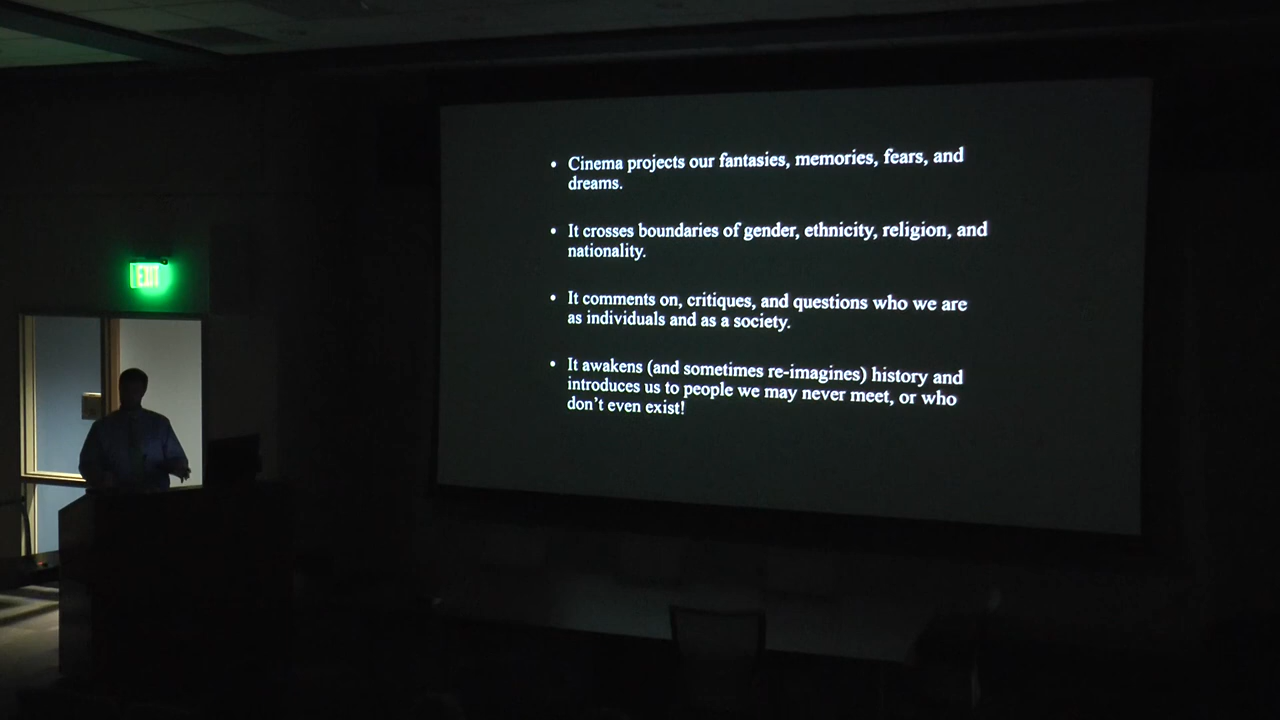 EXIT
• Cinema projects our fantasies, memories, fears, and
dreams.
• It crosses boundaries of gender, ethnicity, religion, and
nationality.
• It comments on, critiques, and questions who we are
as individuals and as a society.
• It awakens (and sometimes re-imagines) history and
introduces us to people we may never meet, or who
don't even exist!